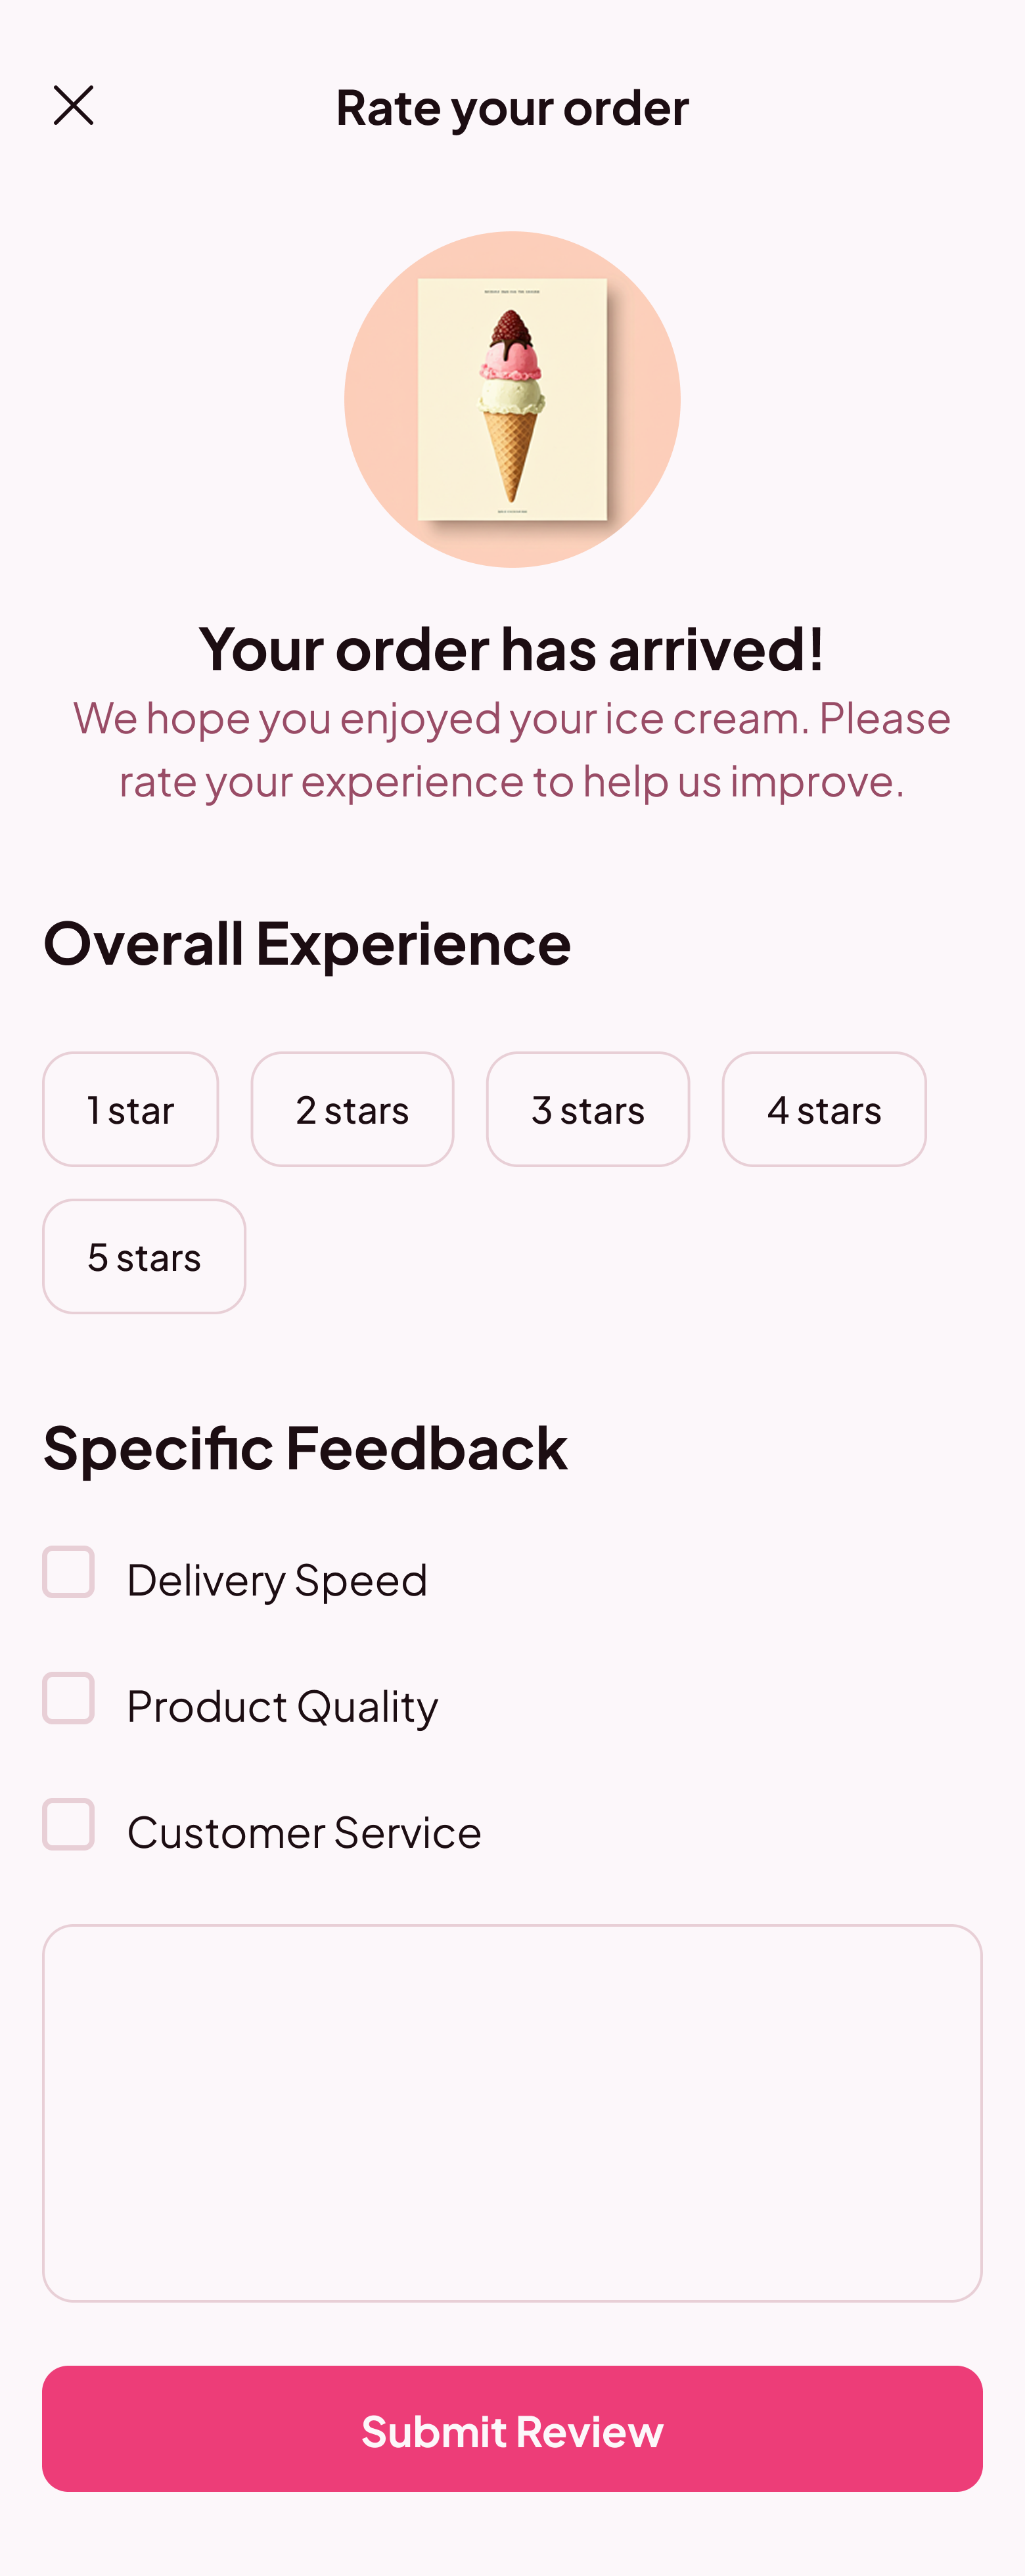 Rate your order
Your order has arrived!
We hope you enjoyed your ice cream. Please
rate your experience to help us improve.
Overall Experience
1 star
2 stars
3 stars
4 stars
5 stars
Specific Feedback
Delivery Speed
Product Quality
Customer Service
Submit Review